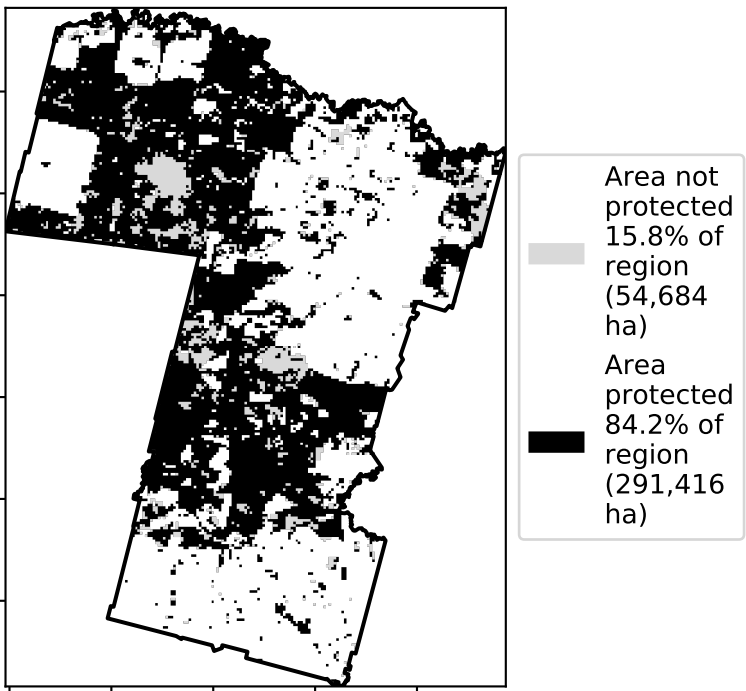 Area not
protected
15.8% of
region
(54,684
ha)
Area
protected
84.2% of
region
(291,416
ha)